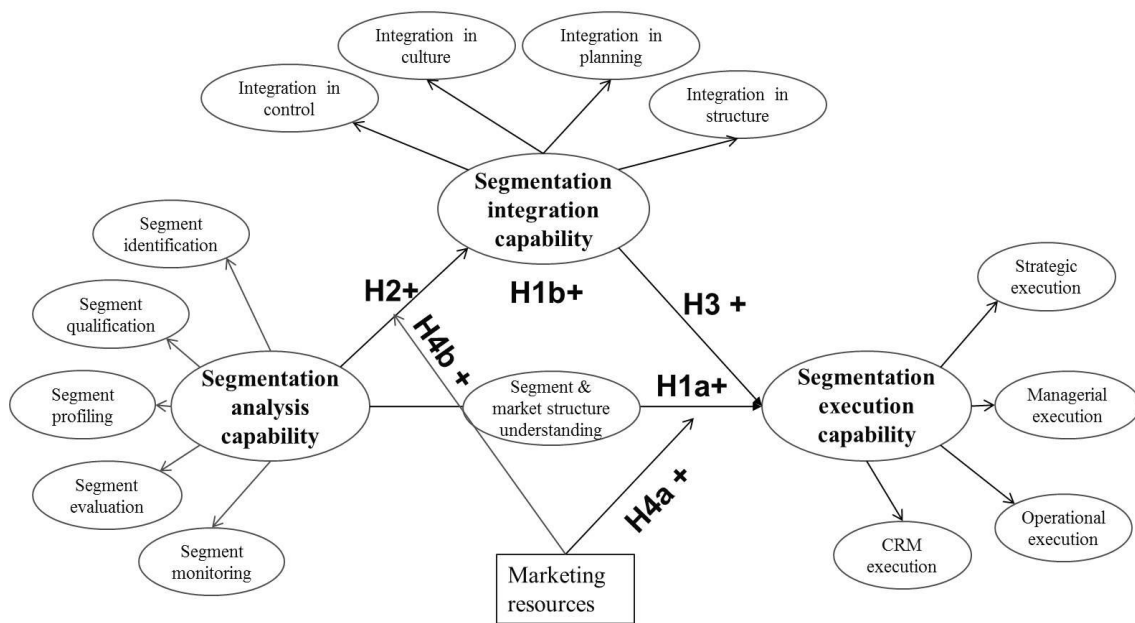 Integration in
culture
Integration in
planning
Integration in
control
Integration in
structure
Segmentation
integration
capability
Segment
identification
Strategic
execution
H2+
H1b+
H3 +
Segment
qualification
H4b +
Segmentation
analysis
capability
Segment &
market structure
understanding
H1a+
Segmentation
execution
capability
Segment
profiling
Managerial
execution
Segment
evaluation
H4a +
Operational
execution
Segment
monitoring
CRM
execution
Marketing
resources